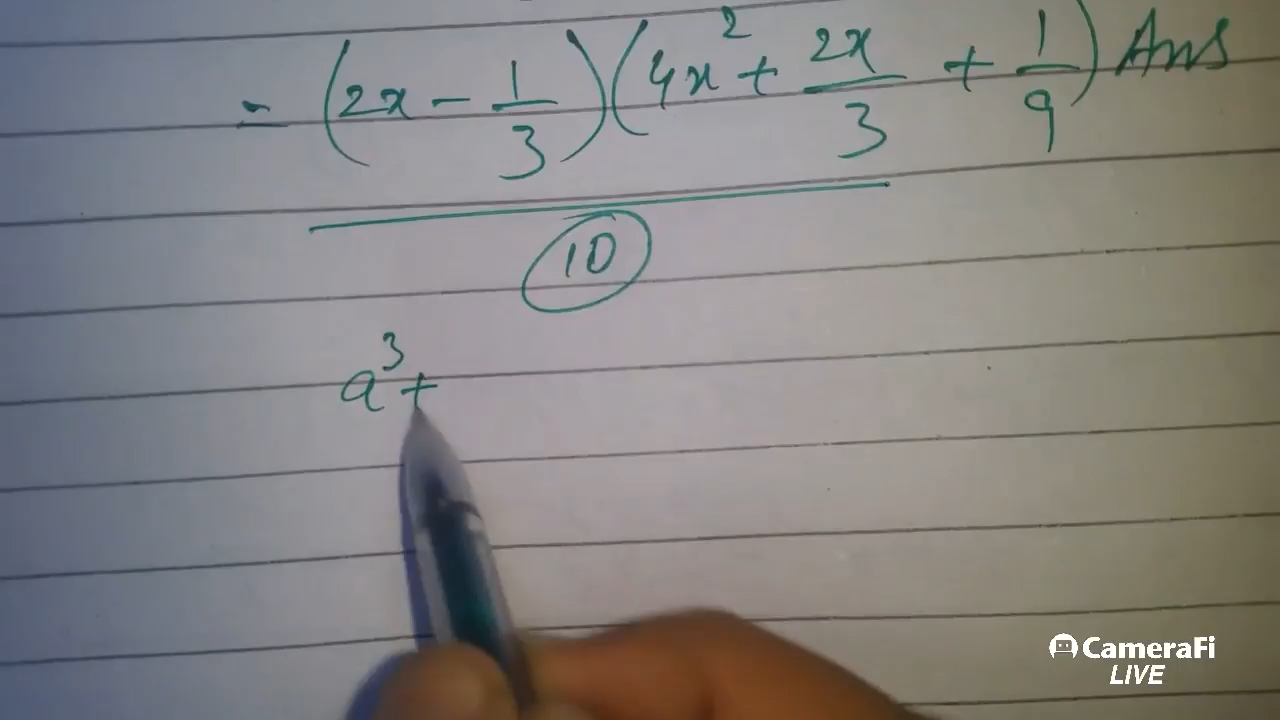 = (2x - 1/3)(4x² + 2x/3 + 1/9) Ans
10
a³+
CameraFi
LIVE